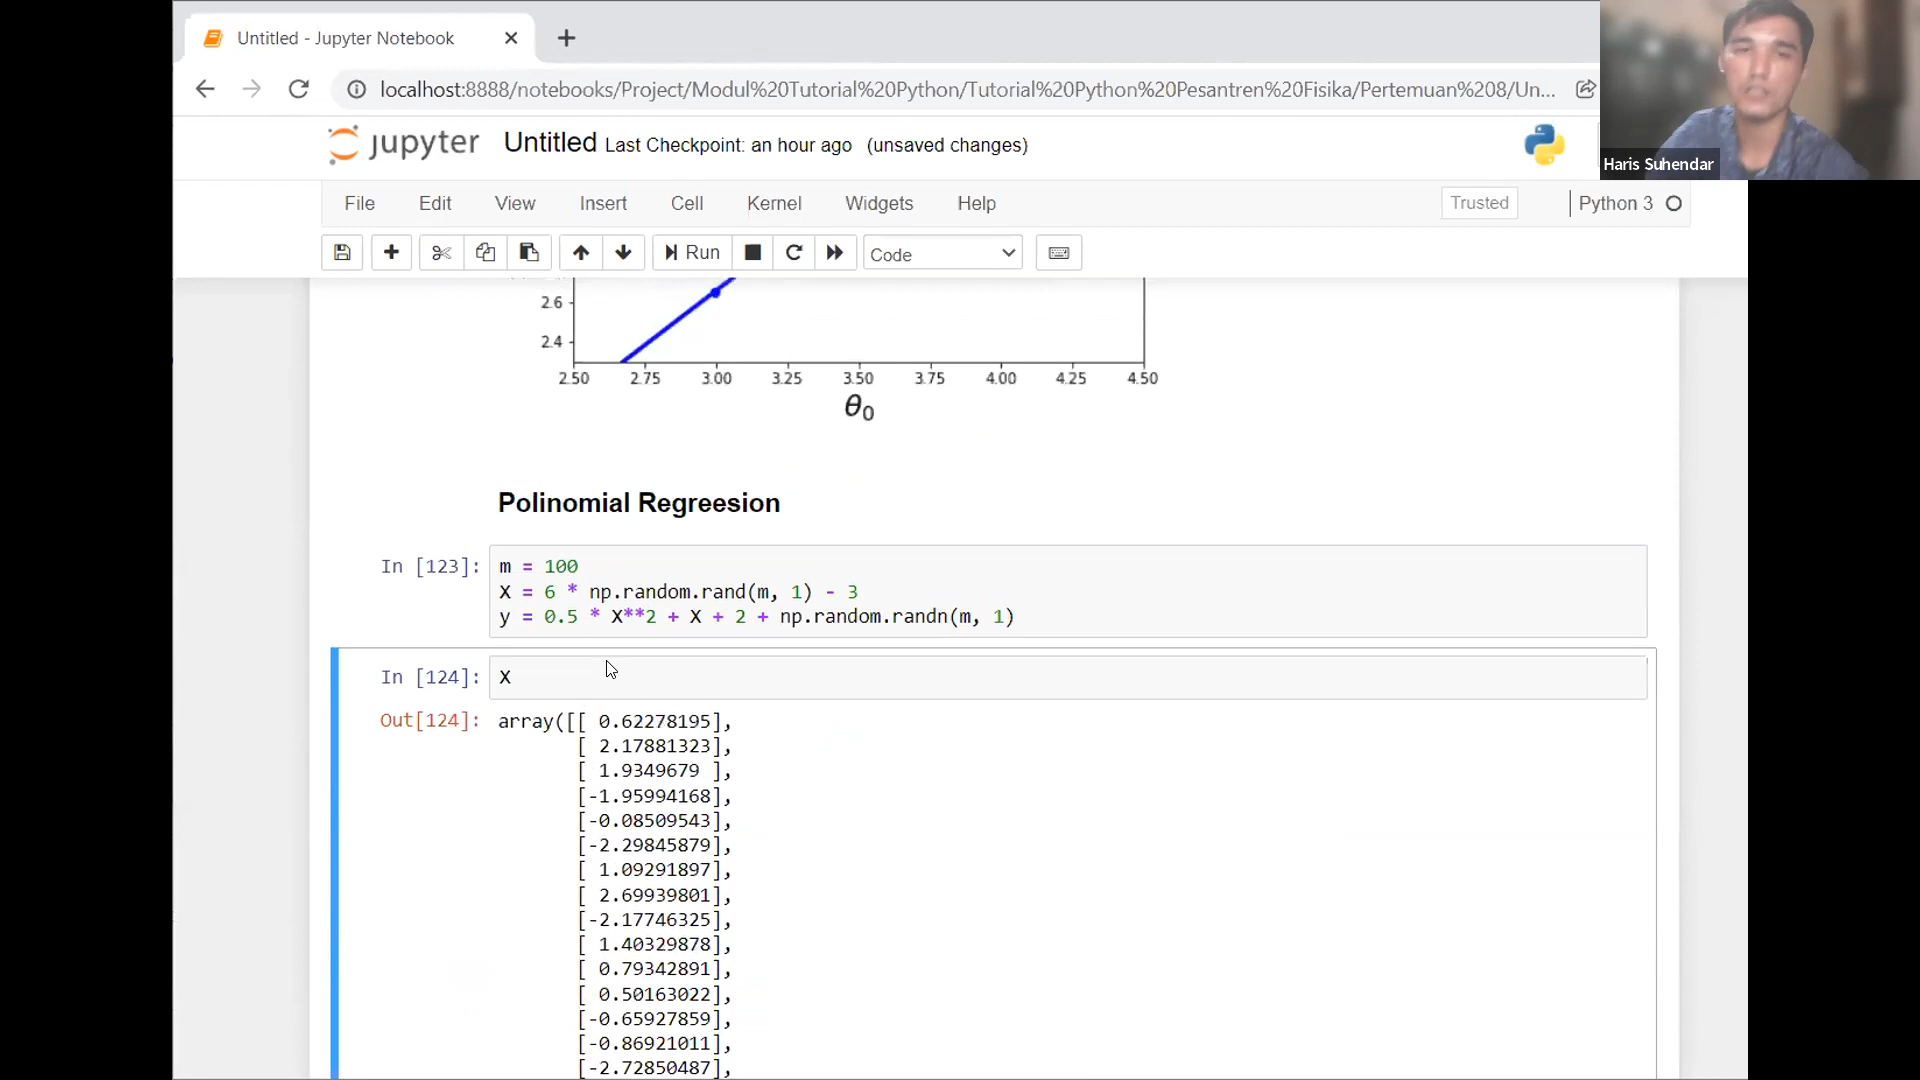 Untitled - Jupyter Notebook
localhost:8888/notebooks/Project/Modul%20Tutorial%20Python/Tutorial%20Python%20Pesantren%20Fisika/Pertemuan%208/Un...
Haris Suhendar
jupyter Untitled Last Checkpoint: an hour ago (unsaved changes)
File Edit View Insert Cell Kernel Widgets Help Trusted Python 3
Run Code
2.6
2.4
2.50 2.75 3.00 3.25 3.50 3.75 4.00 4.25 4.50
θ0
Polinomial Regreesion
In [123]: m = 100
X = 6 * np.random.rand(m, 1) - 3
y = 0.5 * X**2 + X + 2 + np.random.randn(m, 1)
In [124]: X
Out[124]: array([[ 0.62278195],
[ 2.17881323],
[ 1.9349679 ],
[-1.95994168],
[-0.08509543],
[-2.29845879],
[ 1.09291897],
[ 2.69939801],
[-2.17746325],
[ 1.40329878],
[ 0.79342891],
[ 0.50163022],
[-0.65927859],
[-0.86921011],
[-2.72850487],